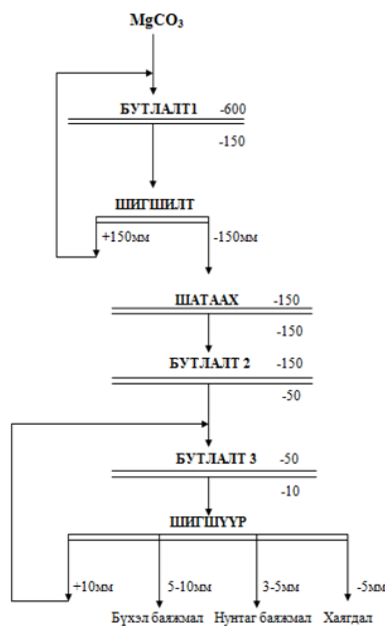 MgCO₃
БУТЛАЛТ1 -600
-150
ШИГШИЛТ
+150мм -150мм
ШАТААХ -150
-150
БУТЛАЛТ 2 -150
-50
БУТЛАЛТ 3 -50
-10
ШИГШҮҮР
+10мм 5-10мм 3-5мм -5мм
Бүхэл баяжмал Нунтаг баяжмал Хаягдал